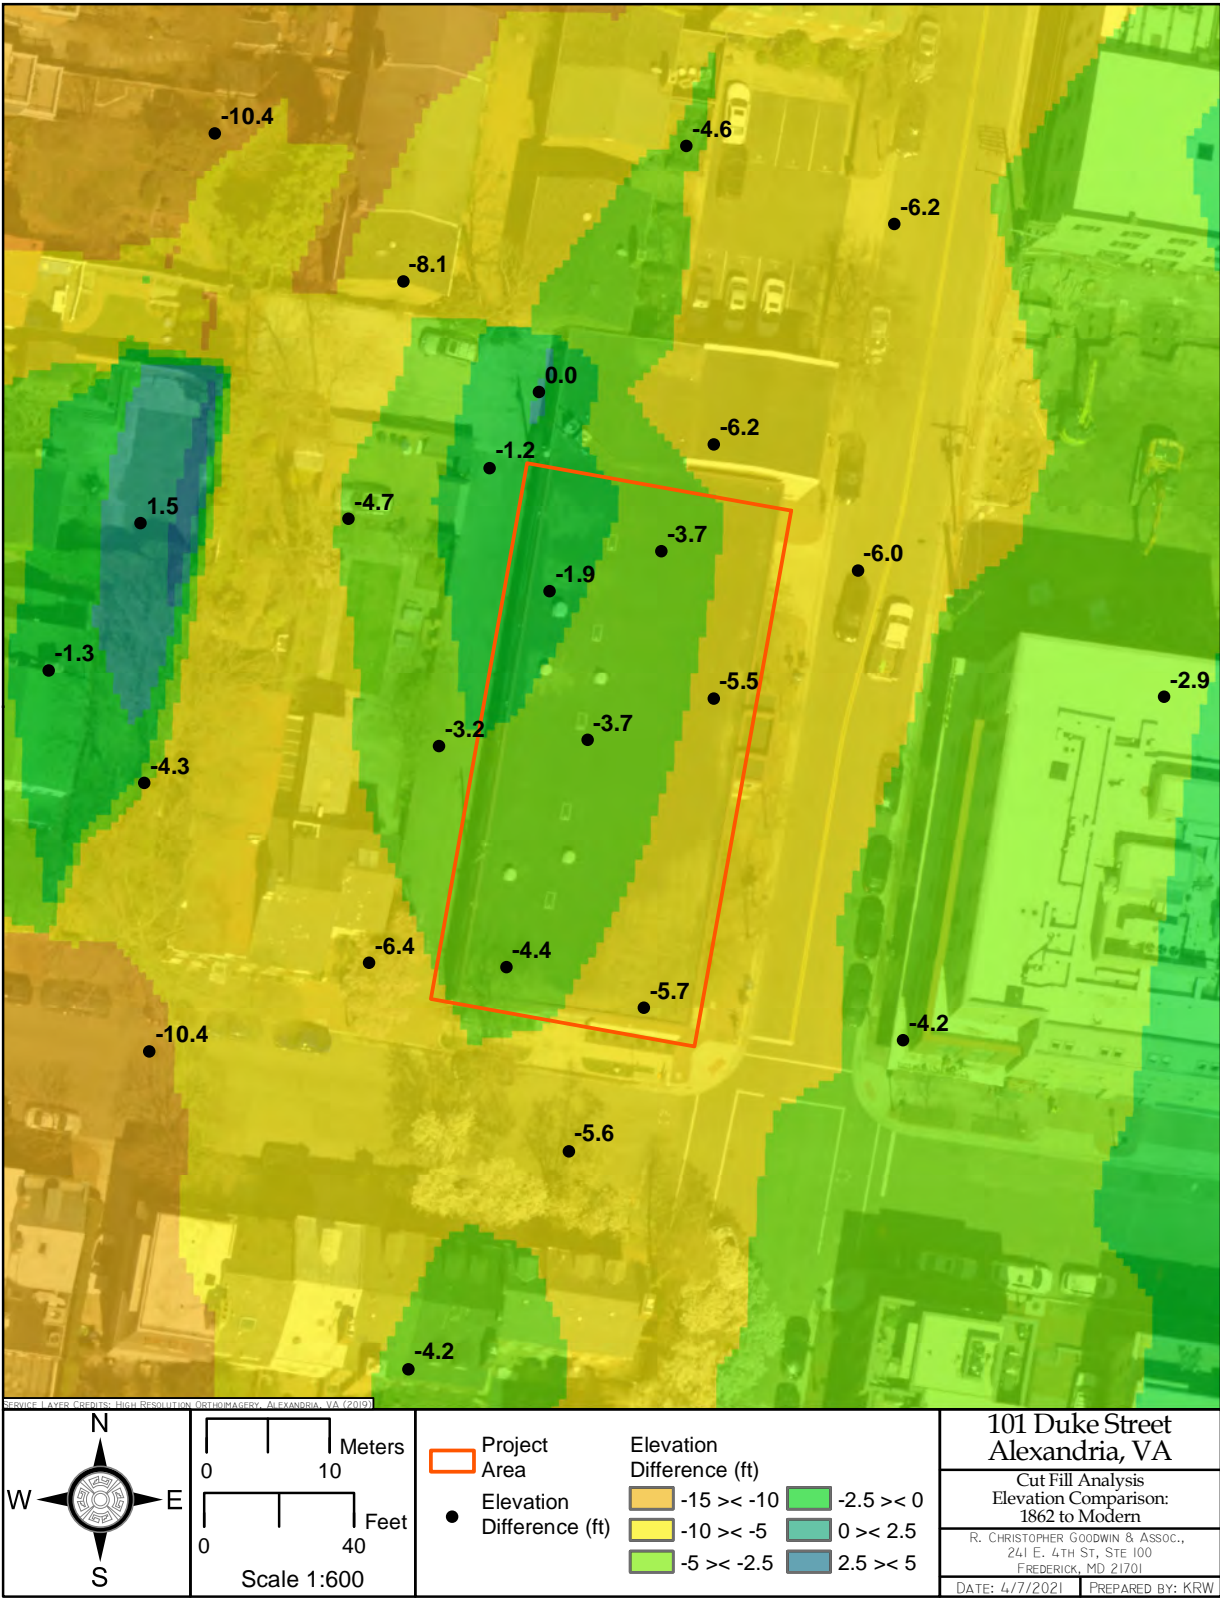 -10.4
-4.6
-6.2
-8.1
0.0
-6.2
-1.2
1.5
-4.7
-3.7
-6.0
-1.9
-1.3
-5.5
-2.9
-3.2
-3.7
-4.3
-6.4
-4.4
-5.7
-10.4
-4.2
-5.6
-4.2
SERVICE LAYER CREDITS: HIGH RESOLUTION ORTHOIMAGERY, ALEXANDRIA, VA (2019)
N
W E
S
Meters
0 10
Feet
0 40
Scale 1:600
Project
Area
Elevation
Difference (ft)
Elevation
Difference (ft)
-15 >< -10
-10 >< -5
-5 >< -2.5
-2.5 >< 0
0 >< 2.5
2.5 >< 5
101 Duke Street
Alexandria, VA
Cut Fill Analysis
Elevation Comparison:
1862 to Modern
R. CHRISTOPHER GOODWIN & ASSOC.,
241 E. 4TH ST, STE 100
FREDERICK, MD 21701
DATE: 4/7/2021 PREPARED BY: KRW